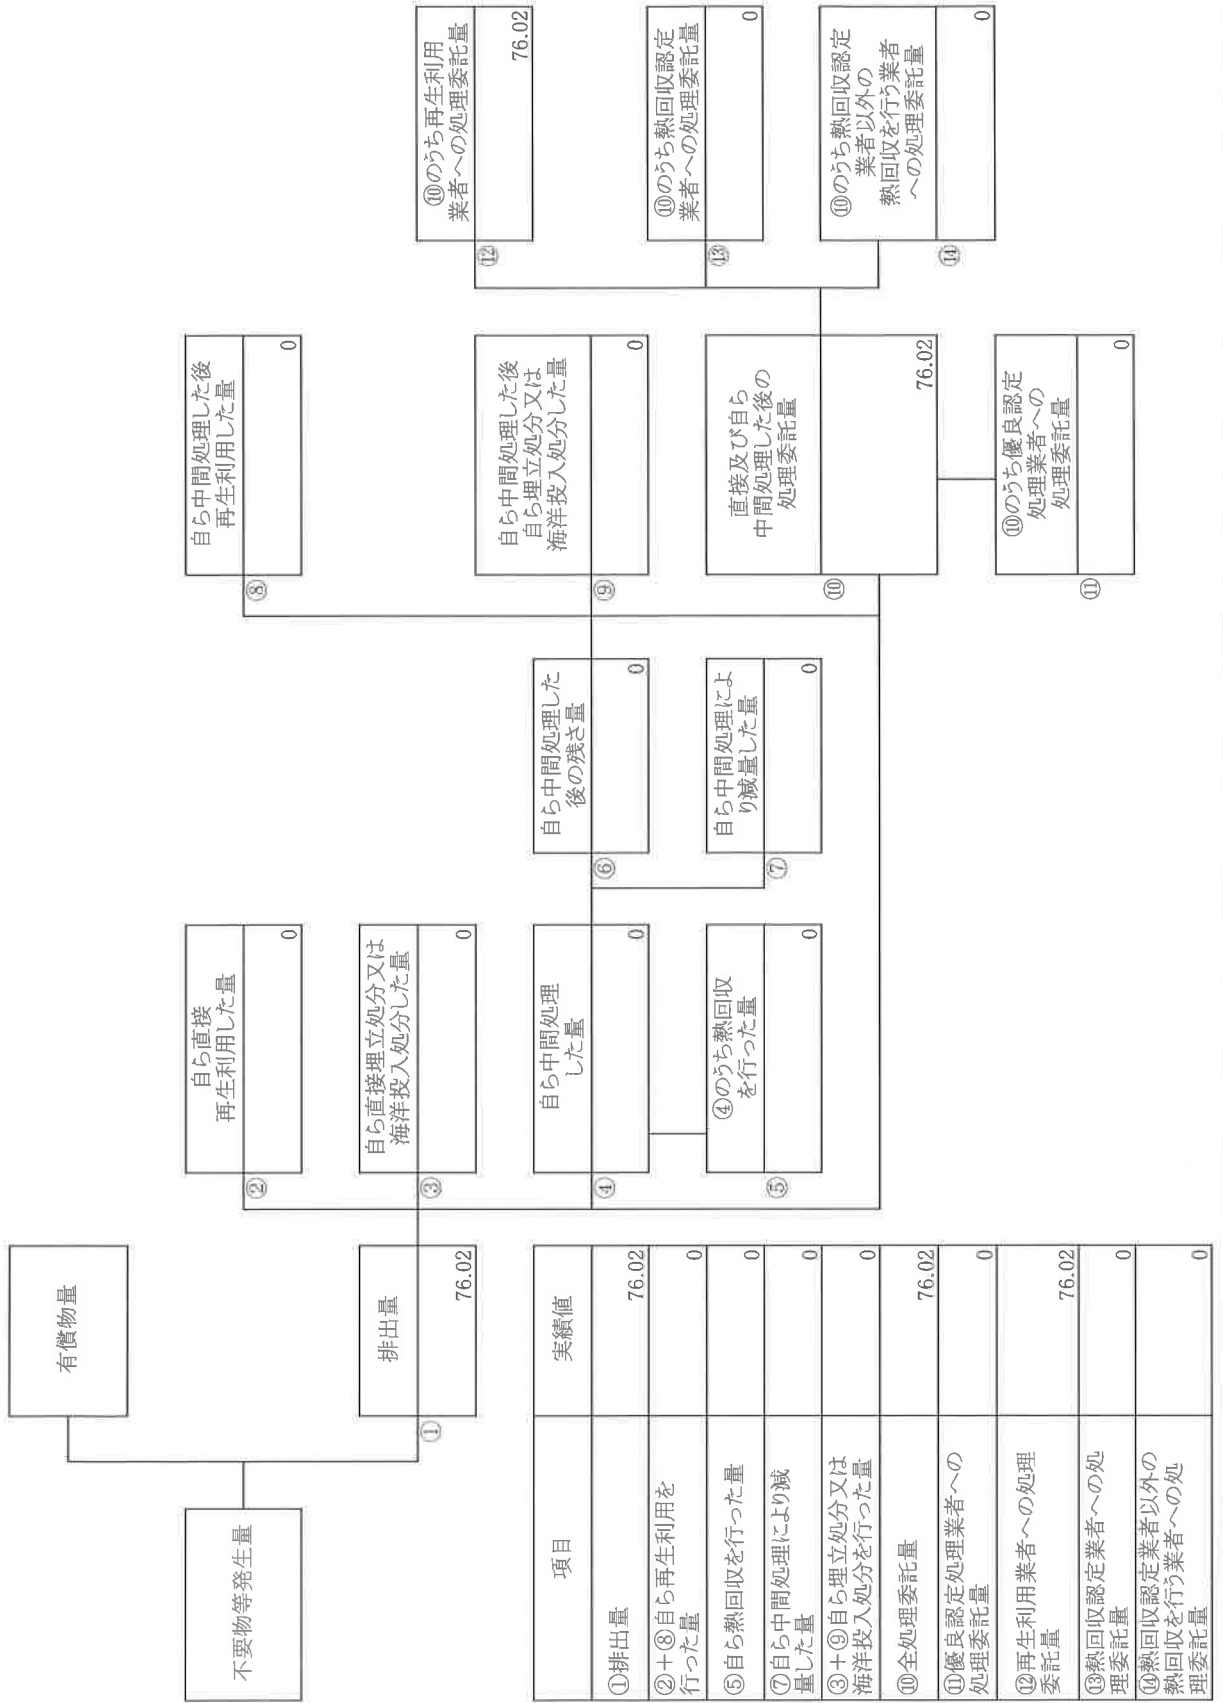 不要物等発生量
有償物量
①
排出量
76.02
②
自ら直接
再生利用した量
0
③
自ら直接埋立処分又は
海洋投入処分した量
0
④
自ら中間処理
した量
0
⑤
④のうち熱回収
を行った量
0
⑥
自ら中間処理した
後の残さ量
0
⑦
自ら中間処理によ
り減量した量
0
⑧
自ら中間処理した後
再生利用した量
0
⑨
自ら中間処理した後
自ら埋立処分又は
海洋投入処分した量
0
⑩
直接及び自ら
中間処理した後の
処理委託量
76.02
⑪
⑩のうち優良認定
処理業者への
処理委託量
0
⑫
⑩のうち再生利用
業者への処理委託量
76.02
⑬
⑩のうち熱回収認定
業者への処理委託量
0
⑭
⑩のうち熱回収認定
業者以外の
熱回収を行う業者
への処理委託量
0
項目 実績値
①排出量 76.02
②＋⑧自ら再生利用を
行った量 0
⑤自ら熱回収を行った量 0
⑦自ら中間処理により減
量した量 0
③＋⑨自ら埋立処分又は
海洋投入処分を行った量 0
⑩全処理委託量 76.02
⑪優良認定処理業者への
処理委託量 0
⑫再生利用業者への処理
委託量 76.02
⑬熱回収認定業者への処
理委託量 0
⑭熱回収認定業者以外の
熱回収を行う業者への処
理委託量 0